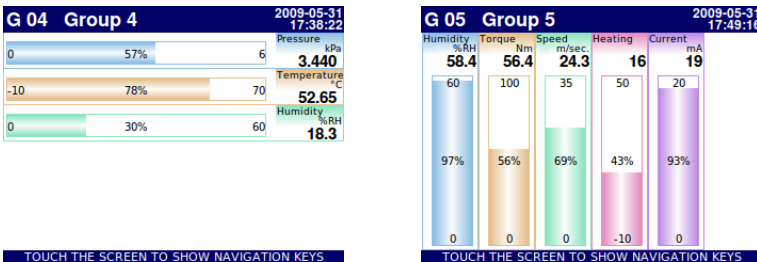 G 04 Group 4
2009-05-31
17:38:22
0 57% 6
Pressure
kPa
3.440
-10 78% 70
Temperature
°C
52.65
0 30% 60
Humidity
%RH
18.3
TOUCH THE SCREEN TO SHOW NAVIGATION KEYS
G 05 Group 5
2009-05-31
17:49:16
Humidity Torque Speed Heating Current
%RH Nm m/sec. mA
58.4 56.4 24.3 16 19
60 100 35 50 20
97% 56% 69% 43% 93%
0 0 0 -10 0
TOUCH THE SCREEN TO SHOW NAVIGATION KEYS